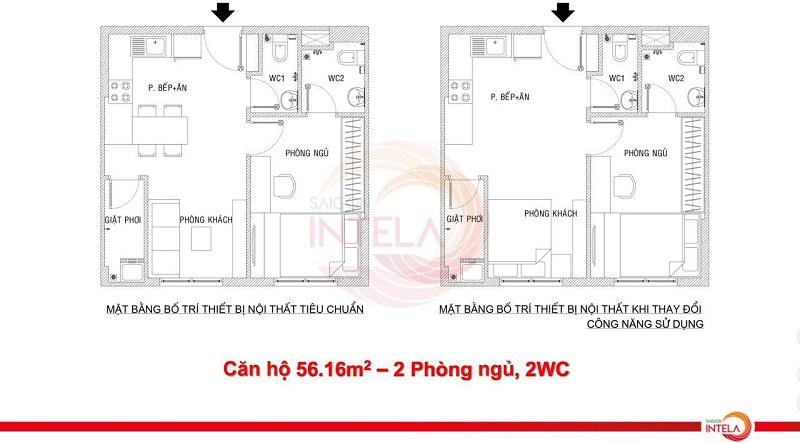 WC1
WC2
P. BẾP+ĂN
PHÒNG NGỦ
GIẶT PHƠI
PHÒNG KHÁCH
MẶT BẰNG BỐ TRÍ THIẾT BỊ NỘI THẤT TIÊU CHUẨN
WC1
WC2
P. BẾP+ĂN
PHÒNG NGỦ
GIẶT PHƠI
PHÒNG KHÁCH
MẶT BẰNG BỐ TRÍ THIẾT BỊ NỘI THẤT KHI THAY ĐỔI
CÔNG NĂNG SỬ DỤNG
SAIGON
INTELA
Căn hộ 56.16m² – 2 Phòng ngủ, 2WC
SAIGON
INTELA